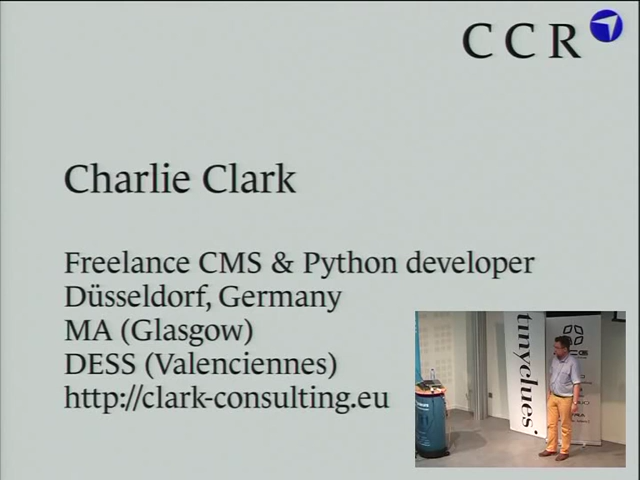 CCR
Charlie Clark
Freelance CMS & Python developer
Düsseldorf, Germany
MA (Glasgow)
DESS (Valenciennes)
http://clark-consulting.eu
tinyclues